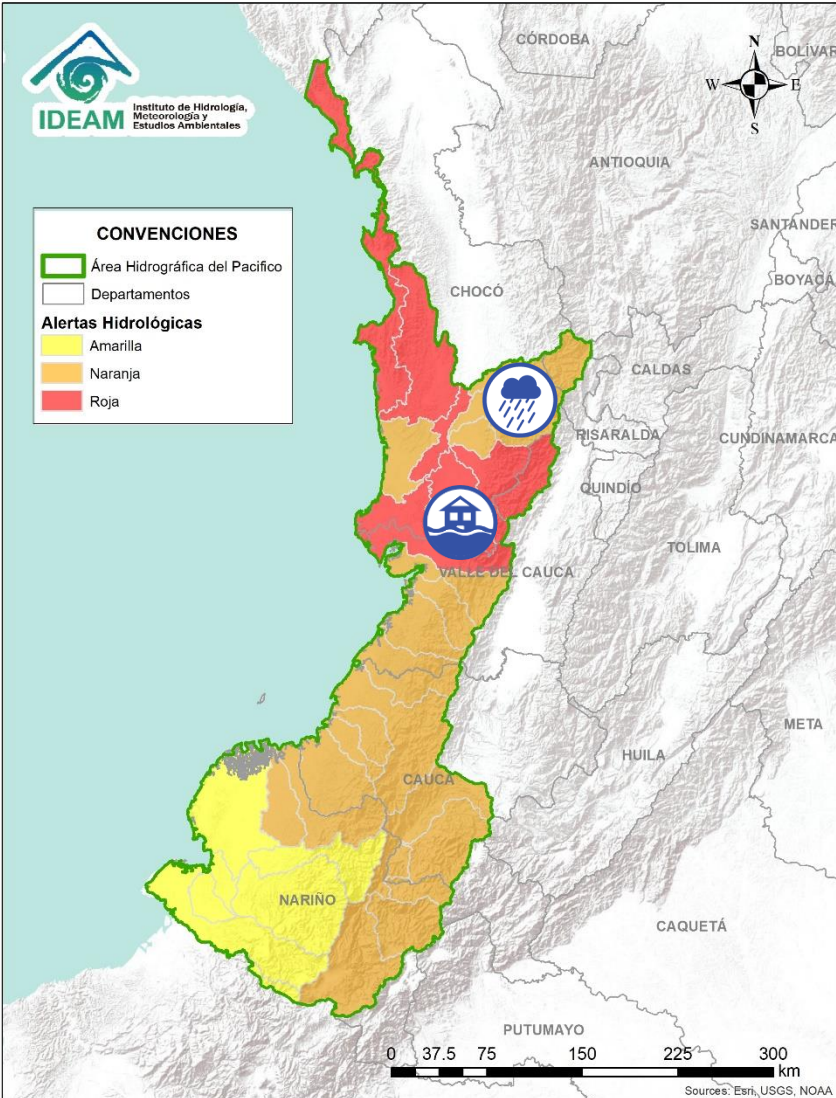 IDEAM
Instituto de Hidrología,
Meteorología y
Estudios Ambientales
CÓRDOBA
BOLÍVAR
N
W
E
S
ANTIOQUIA
SANTANDER
BOYACÁ
CONVENCIONES
Área Hidrográfica del Pacifico
Departamentos
Alertas Hidrológicas
Amarilla
Naranja
Roja
CHOCÓ
CALDAS
RISARALDA
CUNDINAMARCA
QUINDÍO
TOLIMA
VALLE DEL CAUCA
META
HUILA
CAUCA
NARIÑO
CAQUETÁ
PUTUMAYO
0 37.5 75 150 225 300
km
Sources: Esri, USGS, NOAA